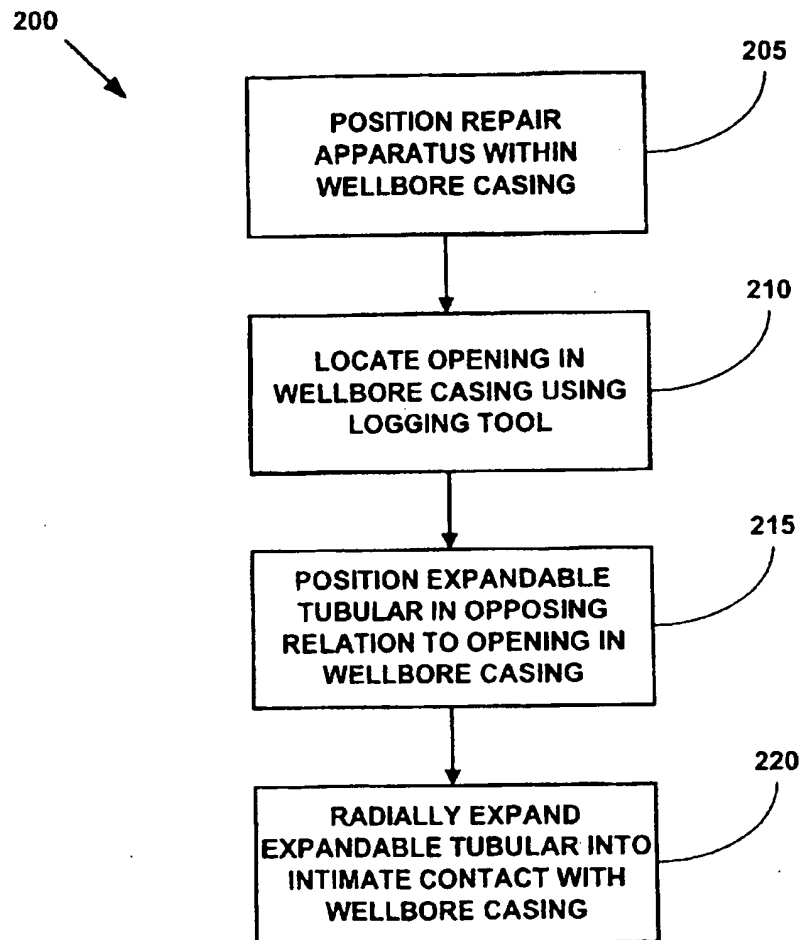 200
205
POSITION REPAIR
APPARATUS WITHIN
WELLBORE CASING
210
LOCATE OPENING IN
WELLBORE CASING USING
LOGGING TOOL
215
POSITION EXPANDABLE
TUBULAR IN OPPOSING
RELATION TO OPENING IN
WELLBORE CASING
220
RADIALLY EXPAND
EXPANDABLE TUBULAR INTO
INTIMATE CONTACT WITH
WELLBORE CASING